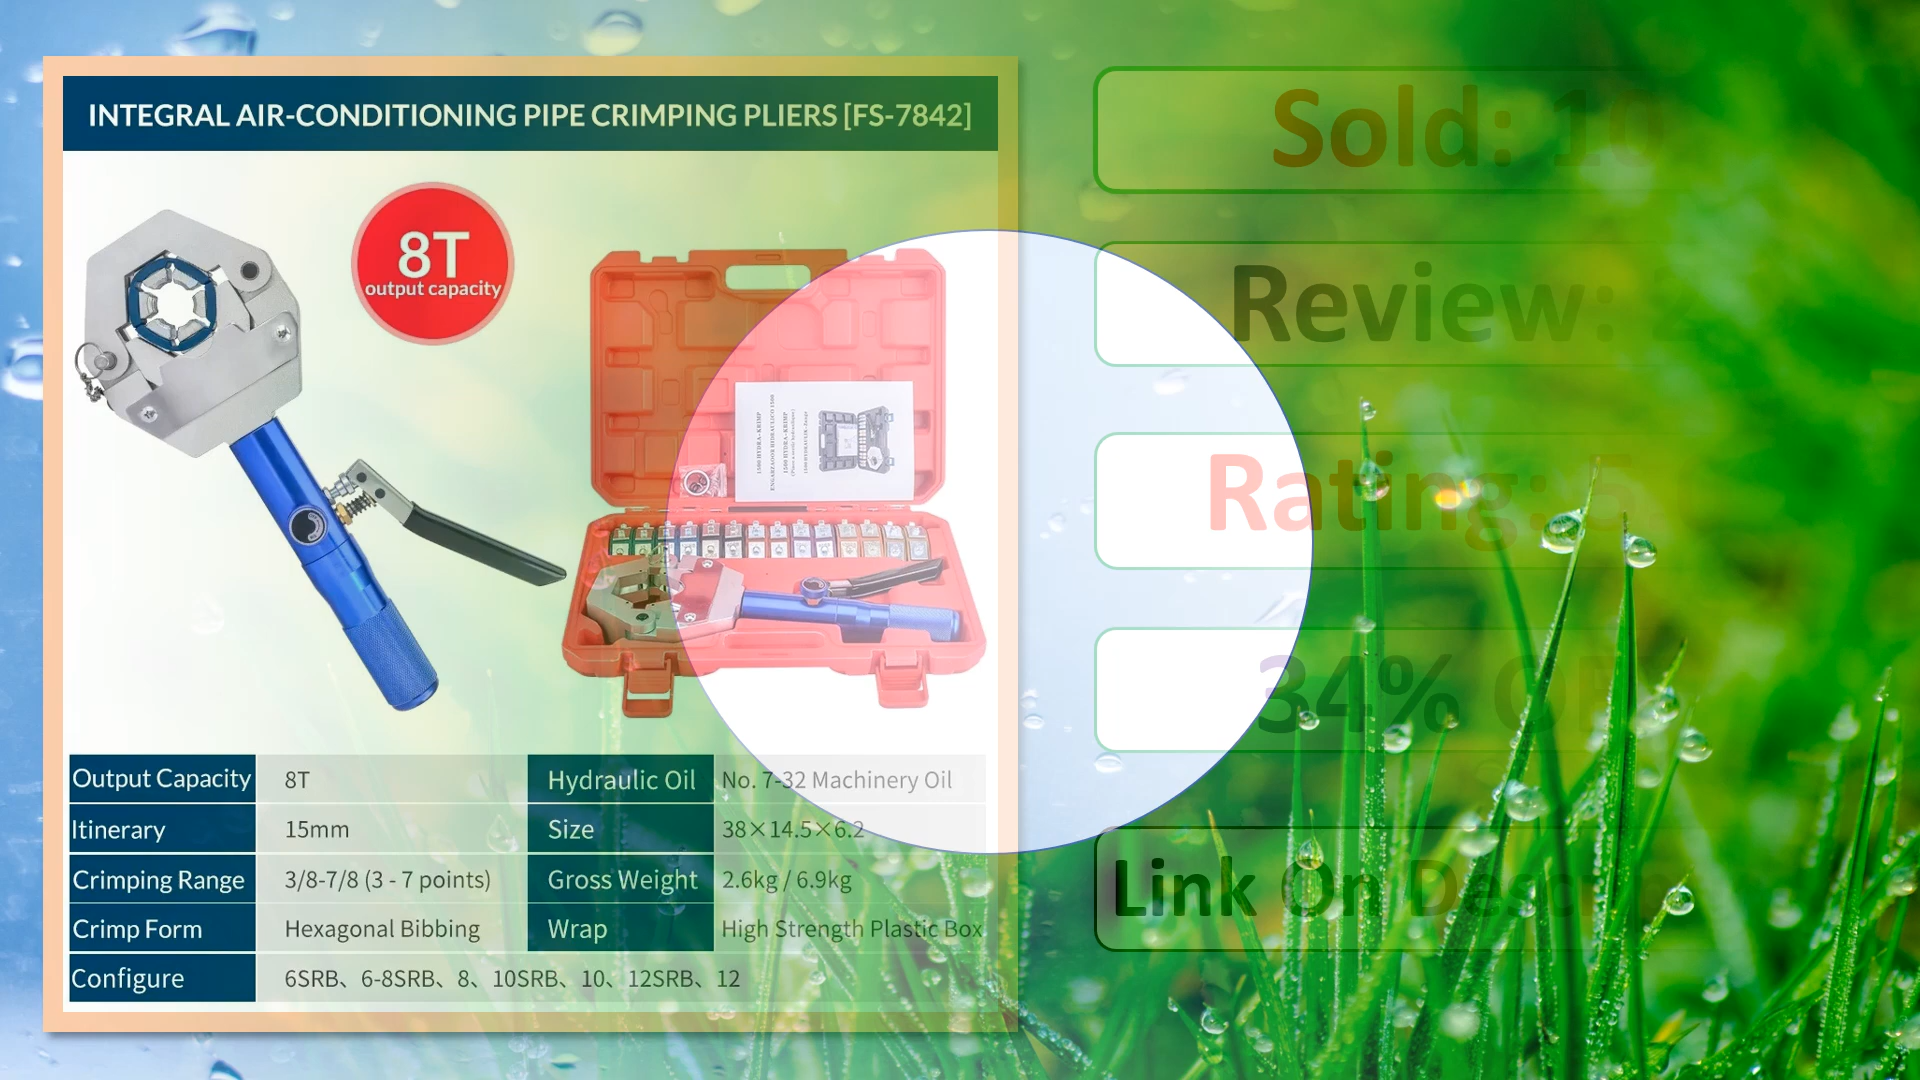 INTEGRAL AIR-CONDITIONING PIPE CRIMPING PLIERS [FS-7842]
8T
output capacity
Output Capacity 8T Hydraulic Oil No. 7-32 Machinery Oil
Itinerary 15mm Size 38×14.5×6.2
Crimping Range 3/8-7/8 (3 - 7 points) Gross Weight 2.6kg / 6.9kg
Crimp Form Hexagonal Bibbing Wrap High Strength Plastic Box
Configure 6SRB、6-8SRB、8、10SRB、10、12SRB、12
Sold: 10
Review:
Rating: 5
34%
Link On